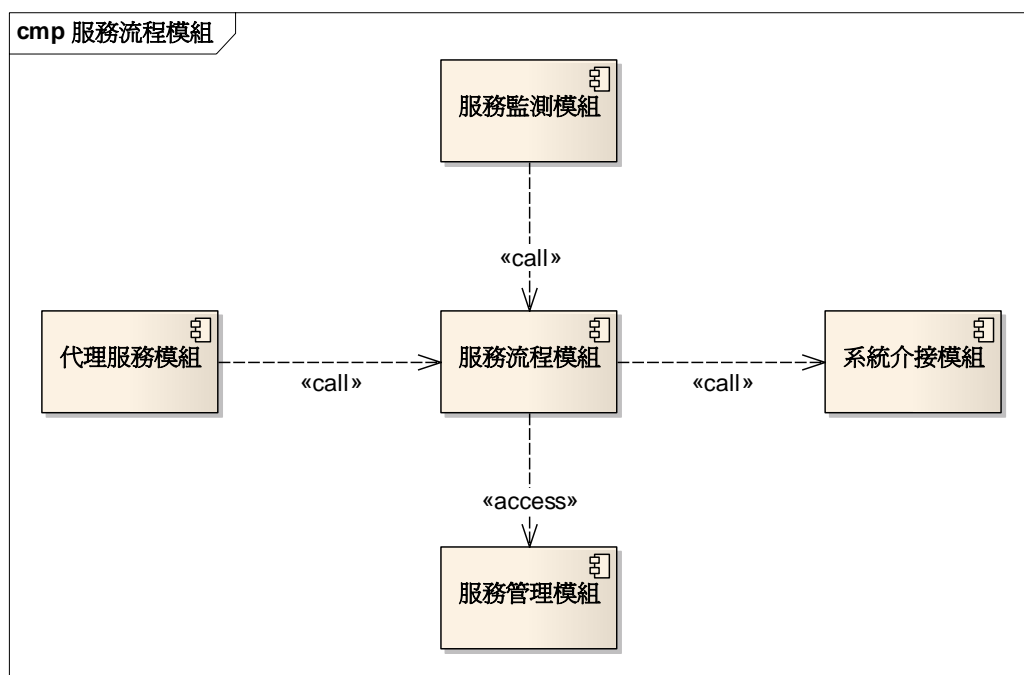 cmp 服務流程模組
服務監測模組
«call»
代理服務模組
«call»
服務流程模組
«call»
系統介接模組
«access»
服務管理模組